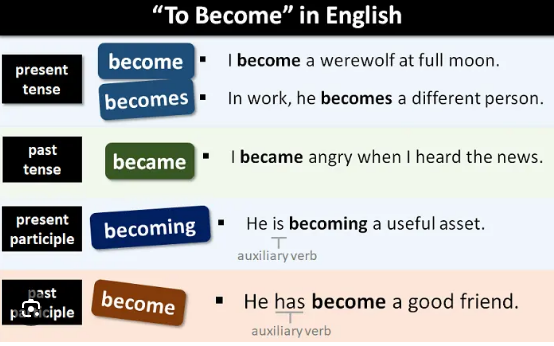 "To Become" in English
present
tense
become
▪ I become a werewolf at full moon.
becomes
▪ In work, he becomes a different person.
past
tense
became
▪ I became angry when I heard the news.
present
participle
becoming
▪ He is becoming a useful asset.
auxiliary verb
past
participle
become
▪ He has become a good friend.
auxiliary verb